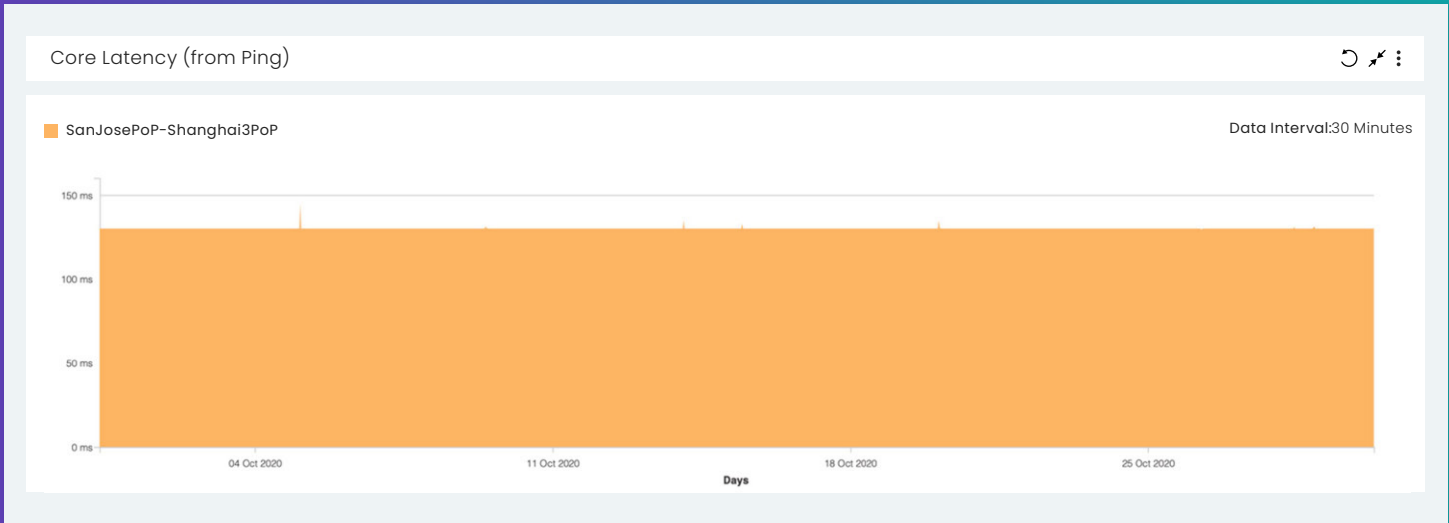 Core Latency (from Ping)
SanJosePoP-Shanghai3PoP
Data Interval:30 Minutes
150 ms
100 ms
50 ms
0 ms
04 Oct 2020
11 Oct 2020
18 Oct 2020
25 Oct 2020
Days